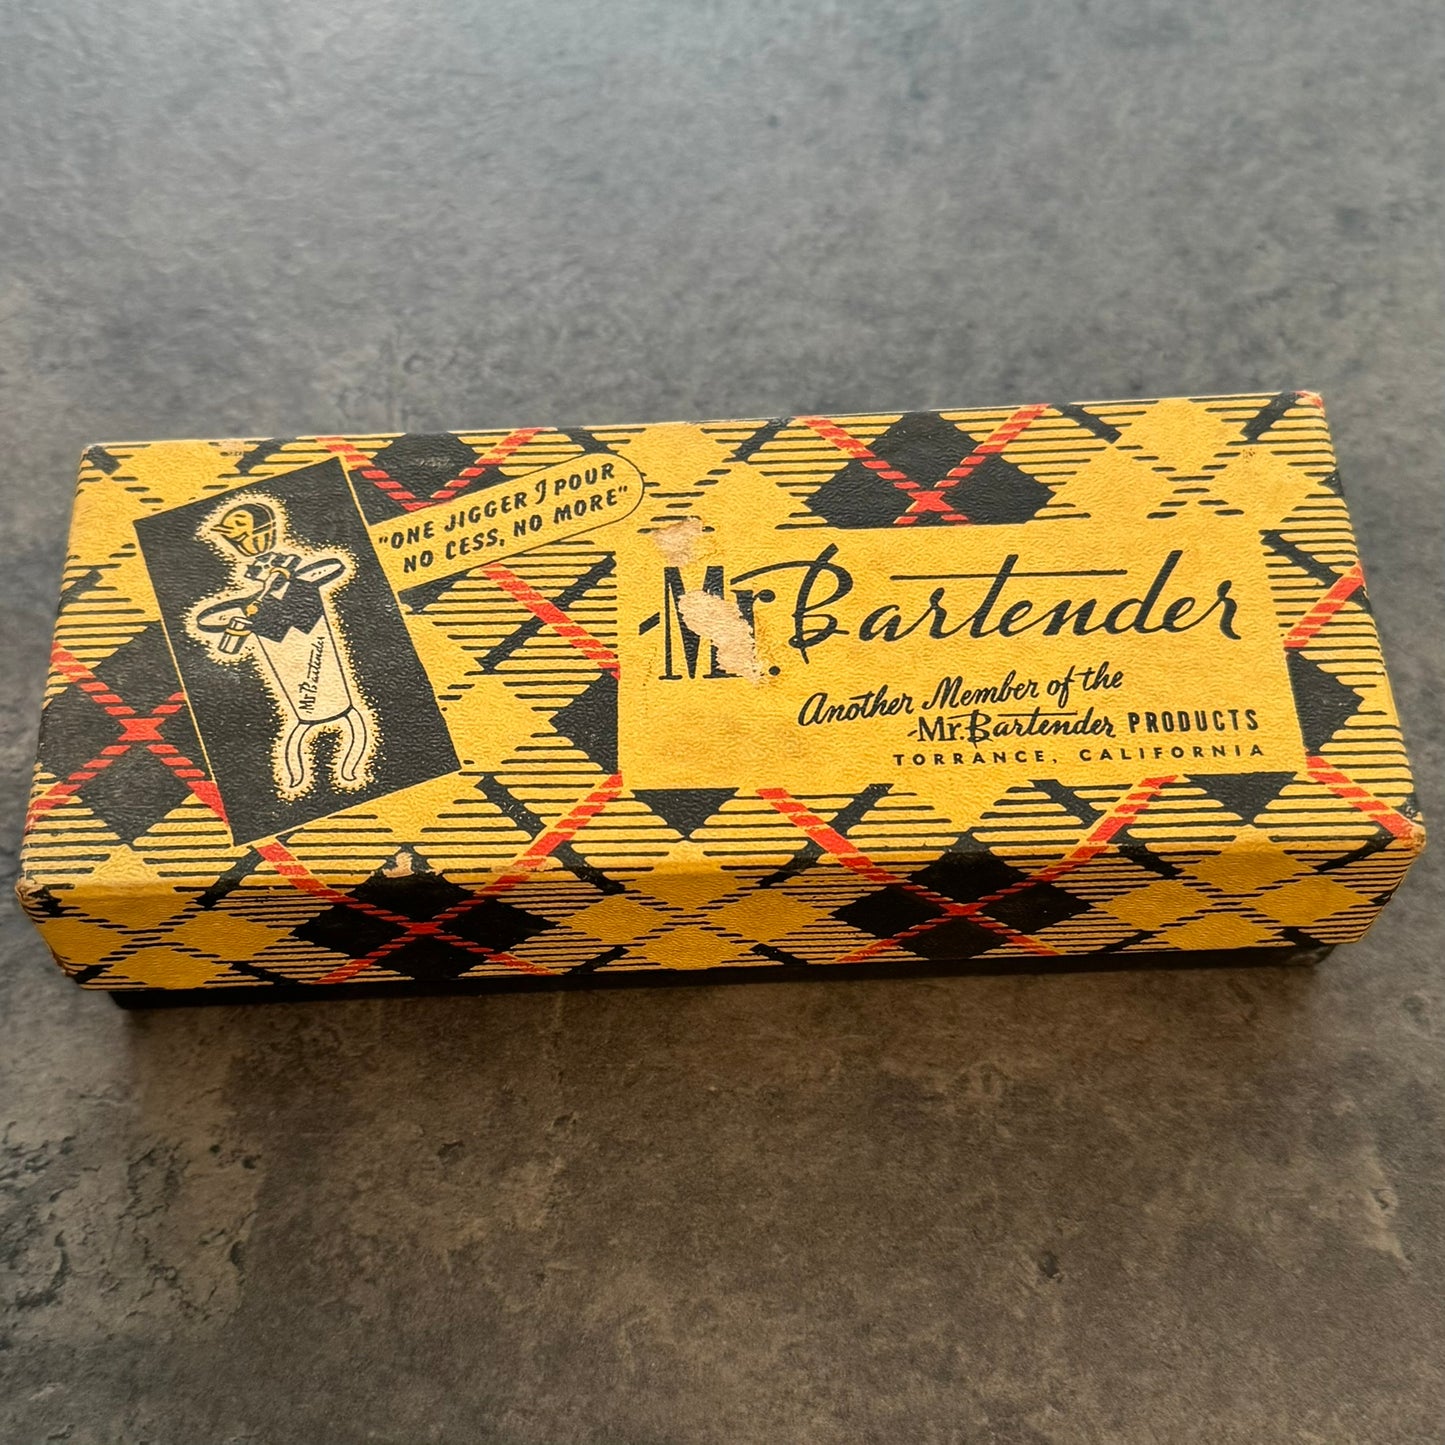 "ONE JIGGER I POUR
NO LESS, NO MORE"
Mr Bartender
Mr. Bartender
Another Member of the
Mr. Bartender PRODUCTS
TORRANCE, CALIFORNIA